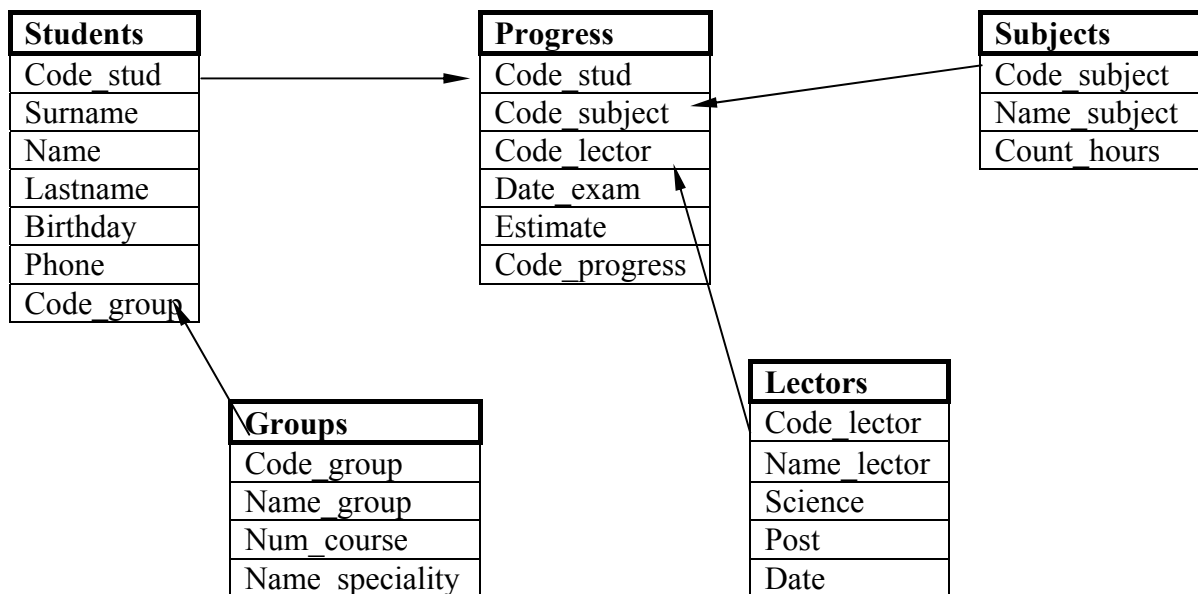 Students
Code_stud
Surname
Name
Lastname
Birthday
Phone
Code_group
Progress
Code_stud
Code_subject
Code_lector
Date_exam
Estimate
Code_progress
Subjects
Code_subject
Name_subject
Count_hours
Groups
Code_group
Name_group
Num_course
Name_speciality
Lectors
Code_lector
Name_lector
Science
Post
Date